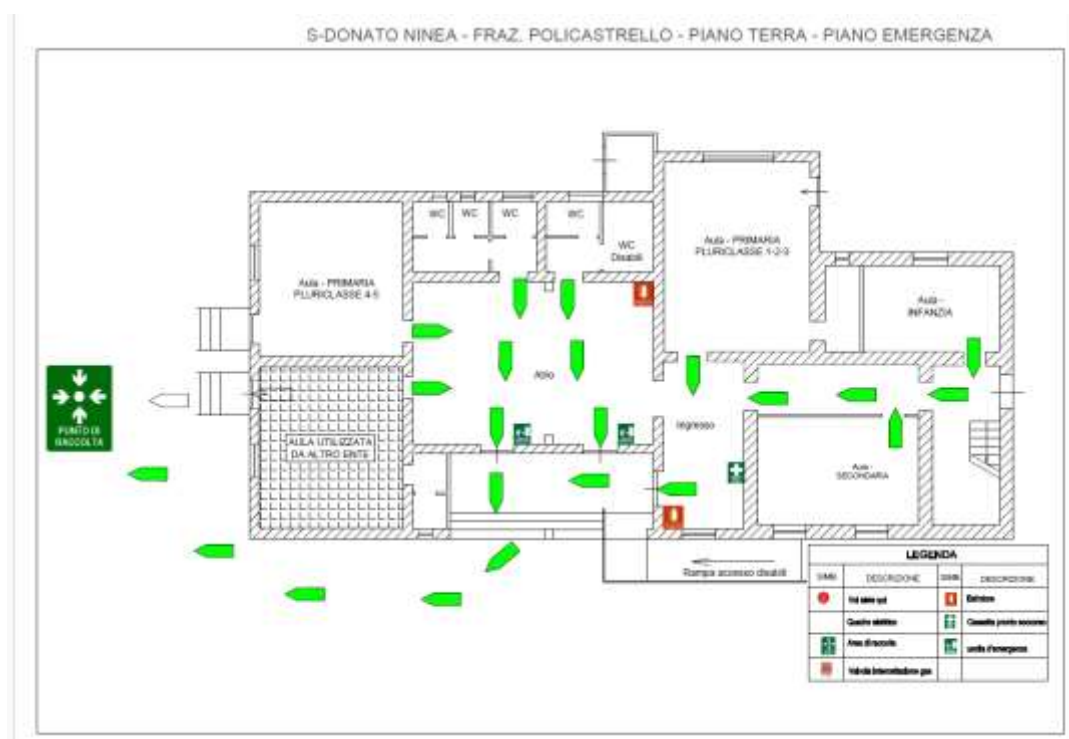 S-DONATO NINEA - FRAZ. POLICASTRELLO - PIANO TERRA - PIANO EMERGENZA
WC
WC
WC
WC
WC
Disabili
Aula - PRIMARIA
PLURICLASSE 1-2-3
Aula - PRIMARIA
PLURICLASSE 4-5
Aula -
INFANZIA
Atrio
Ingresso
PUNTO DI
RACCOLTA
AULA UTILIZZATA
DA ALTRO ENTE
Aula -
SECONDARIA
Rampa accesso disabili
LEGENDA
SIMB.
DESCRIZIONE
SIMB.
DESCRIZIONE
Estintore
Quadro elettrico
Cassetta pronto soccorso
Area di raccolta
uscita d'emergenza
Valvola intercettazione gas